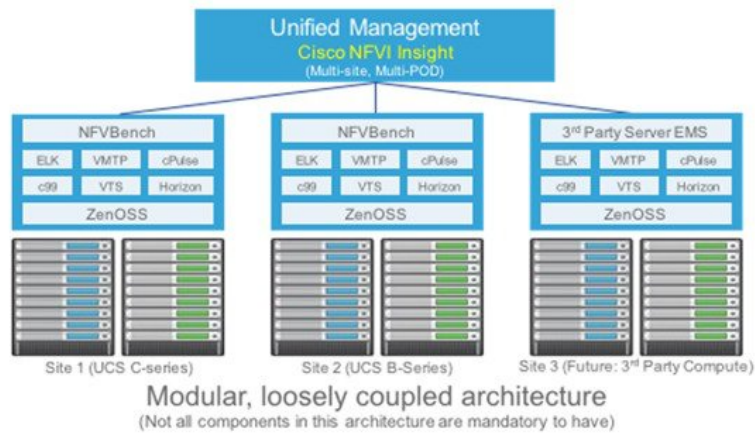 Unified Management
Cisco NFVI Insight
(Multi-site, Multi-POD)
NFVBench
ELK VMTP cPulse
c99 VTS Horizon
ZenOSS
Site 1 (UCS C-series)
NFVBench
ELK VMTP cPulse
c99 VTS Horizon
ZenOSS
Site 2 (UCS B-Series)
3rd Party Server EMS
ELK VMTP cPulse
c99 VTS Horizon
ZenOSS
Site 3 (Future: 3rd Party Compute)
Modular, loosely coupled architecture
(Not all components in this architecture are mandatory to have)